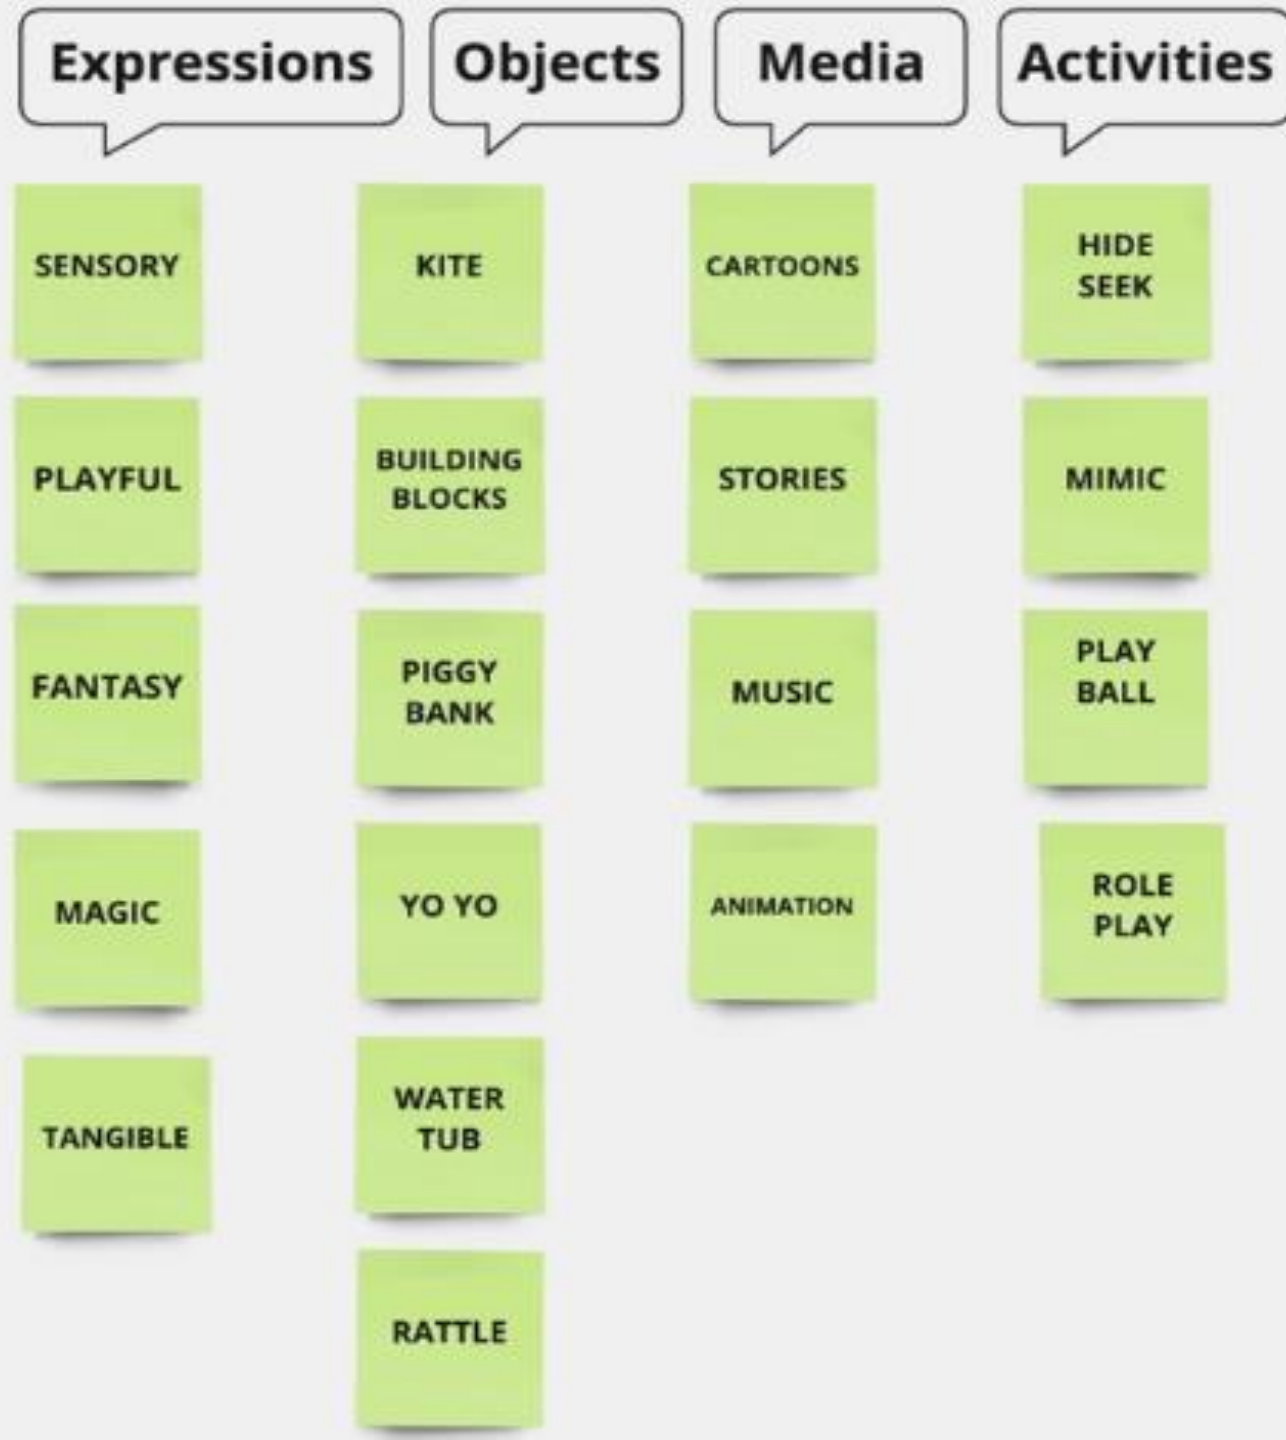 Expressions
Objects
Media
Activities
SENSORY
PLAYFUL
FANTASY
MAGIC
TANGIBLE
KITE
BUILDING
BLOCKS
PIGGY
BANK
YO YO
WATER
TUB
RATTLE
CARTOONS
STORIES
MUSIC
ANIMATION
HIDE
SEEK
MIMIC
PLAY
BALL
ROLE
PLAY